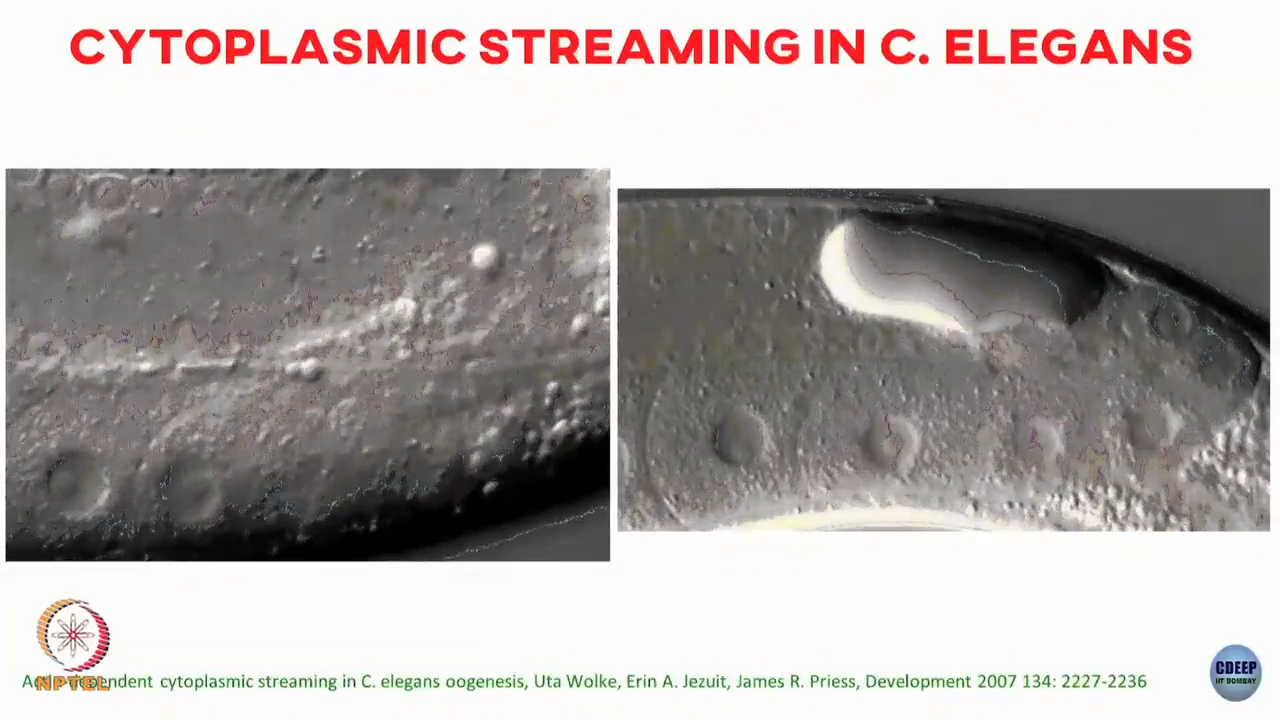 CYTOPLASMIC STREAMING IN C. ELEGANS
NPTEL
cytoplasmic streaming in C. elegans oogenesis, Uta Wolke, Erin A. Jezuit, James R. Priess, Development 2007 134: 2227-2236
CDEEP
IIT BOMBAY